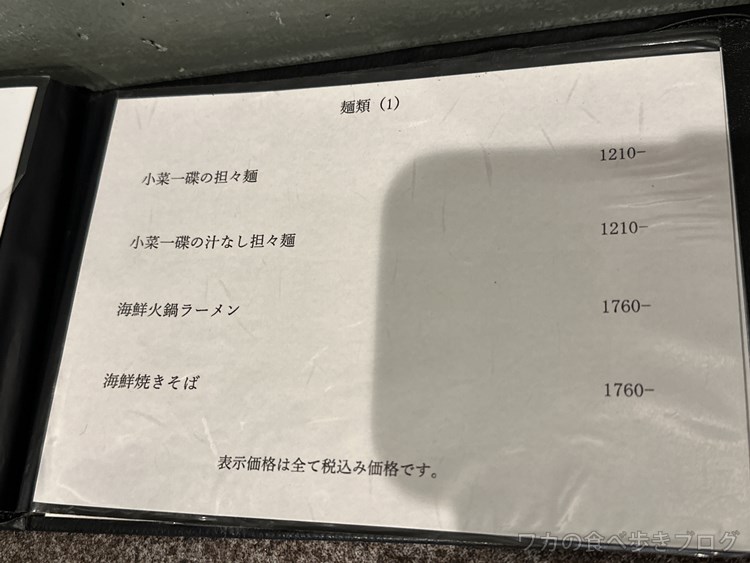 麺類（1）
小菜一碟の担々麺 1210-
小菜一碟の汁なし担々麺 1210-
海鮮火鍋ラーメン 1760-
海鮮焼きそば 1760-
表示価格は全て税込み価格です。
ワカの食べ歩きブログ